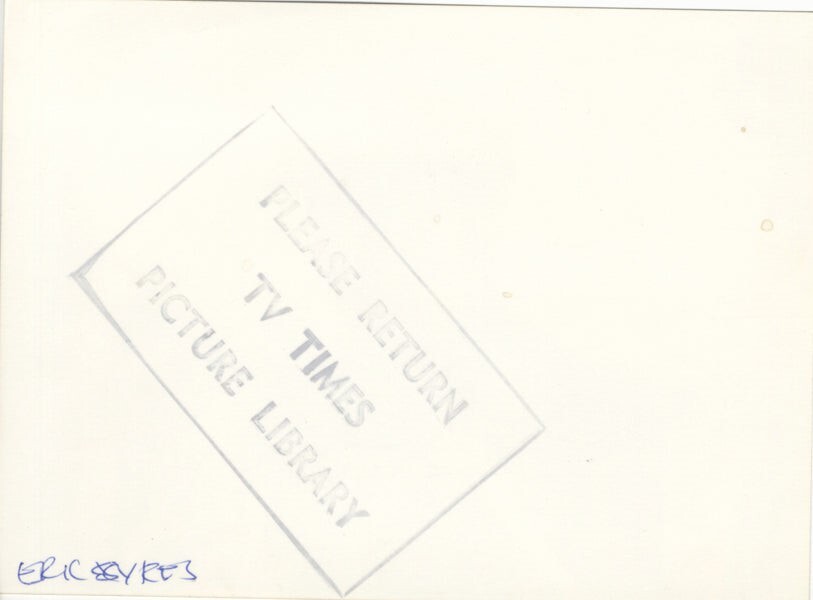 PLEASE RETURN
TV TIMES
PICTURE LIBRARY
ERIC SYKES